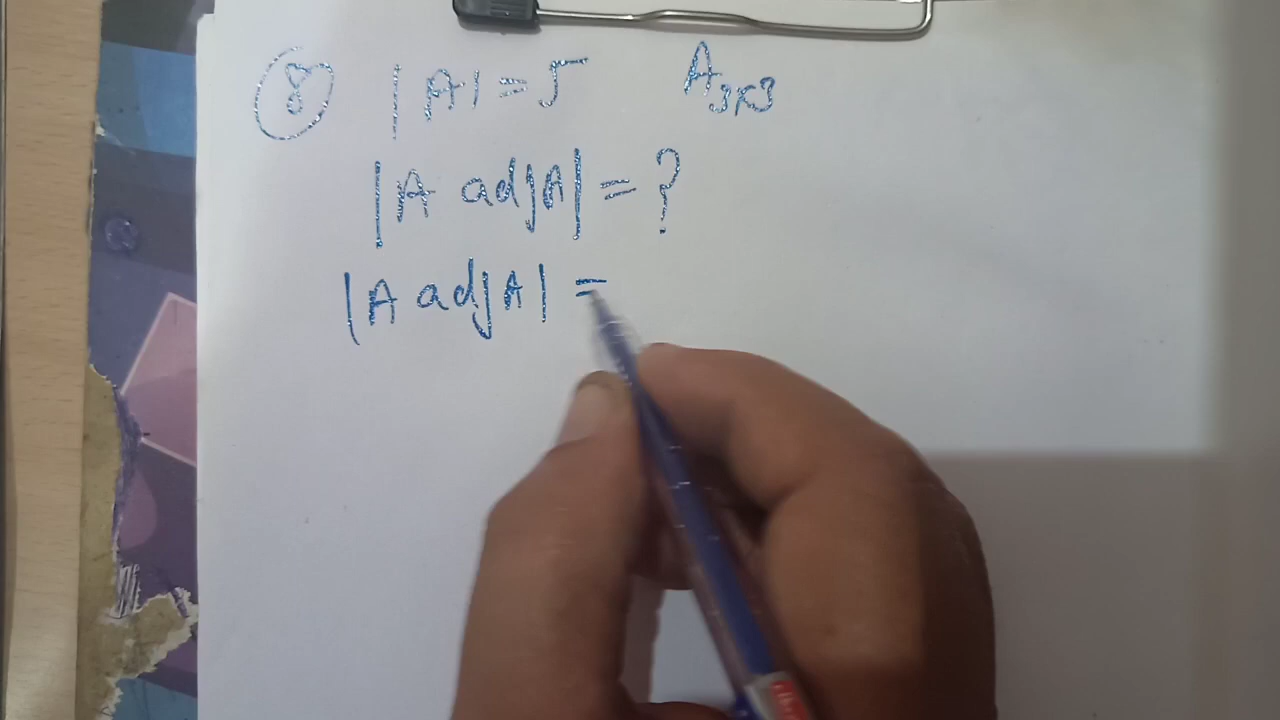 8 |A| = 5 A3×3
|A adjA| = ?
|A adjA| =